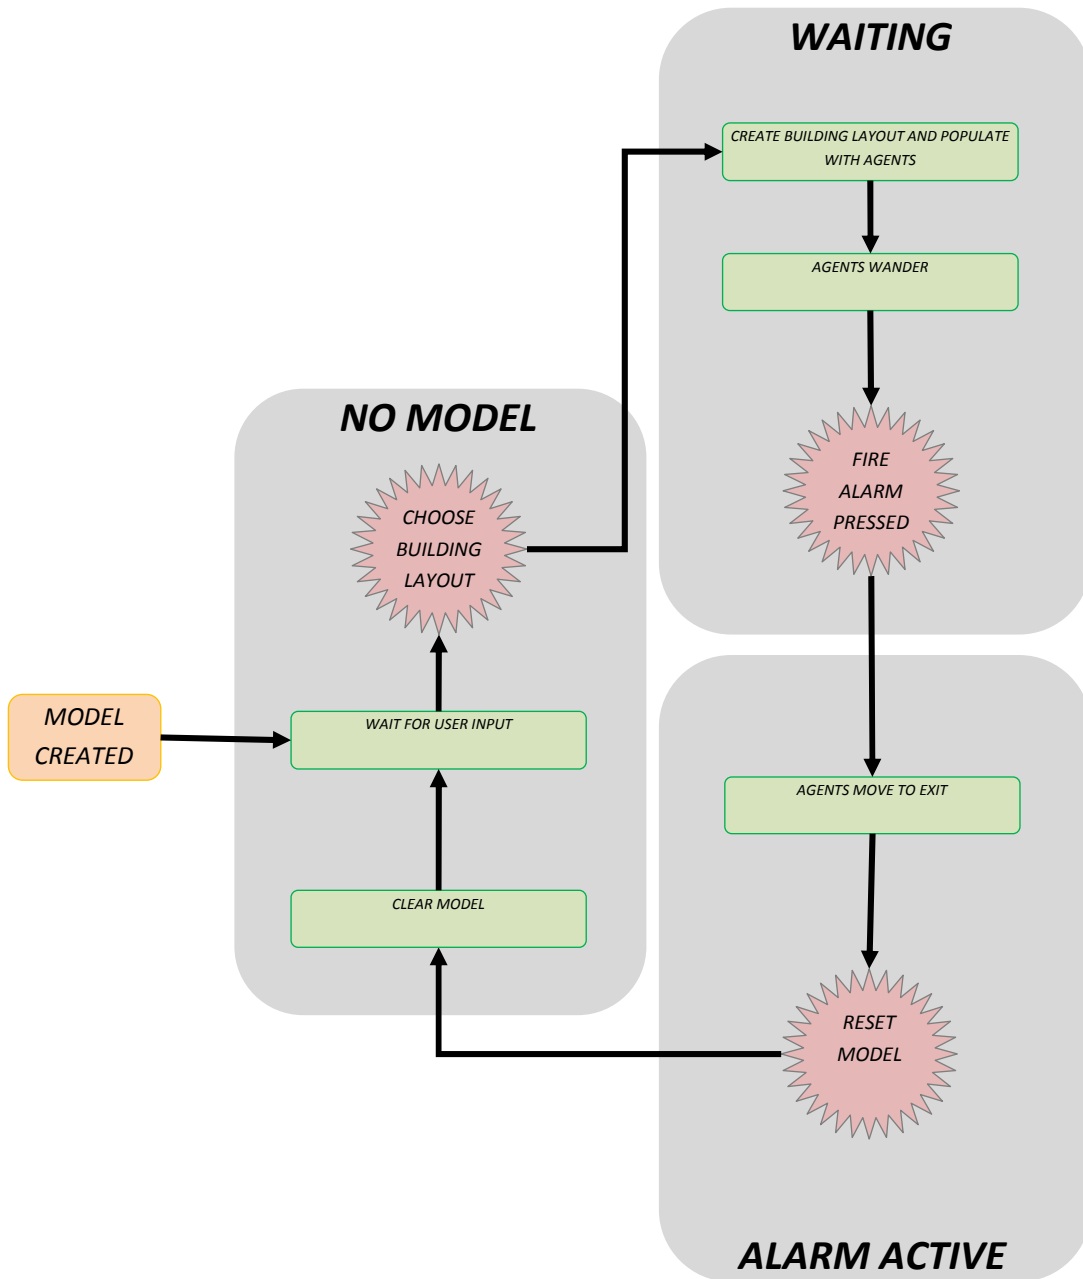 WAITING
CREATE BUILDING LAYOUT AND POPULATE
WITH AGENTS
AGENTS WANDER
FIRE
ALARM
PRESSED
NO MODEL
CHOOSE
BUILDING
LAYOUT
MODEL
CREATED
WAIT FOR USER INPUT
CLEAR MODEL
AGENTS MOVE TO EXIT
RESET
MODEL
ALARM ACTIVE